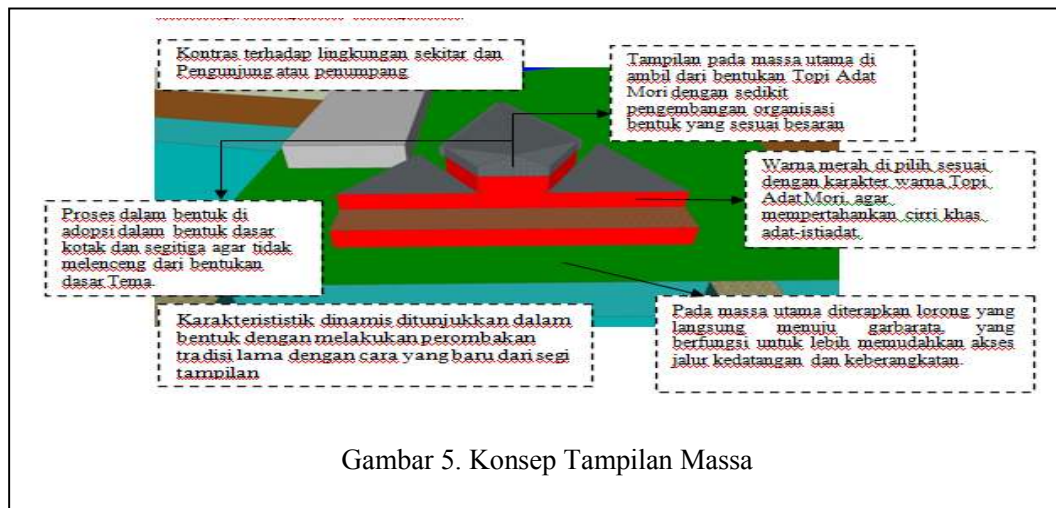 Kontras terhadap lingkungan sekitar dan
Pengunjung atau penumpang
Tampilan pada massa utama di
ambil dari bentukan Topi Adat
Mori dengan sedikit
pengembangan organisasi
bentuk yang sesuai besaran
Warna merah di pilih sesuai
dengan karakter warna Topi
Adat Mori, agar
mempertahankan cirri khas
adat-istiadat.
Proses dalam bentuk di
adopsi dalam bentuk dasar
kotak dan segitiga agar tidak
melenceng dari bentukan
dasar Tema.
Karakterististik dinamis ditunjukkan dalam
bentuk dengan melakukan perombakan
tradisi lama dengan cara yang baru dari segi
tampilan
Pada massa utama diterapkan lorong yang
langsung menuju garbarata, yang
berfungsi untuk lebih memudahkan akses
jalur kedatangan dan keberangkatan.
Gambar 5. Konsep Tampilan Massa